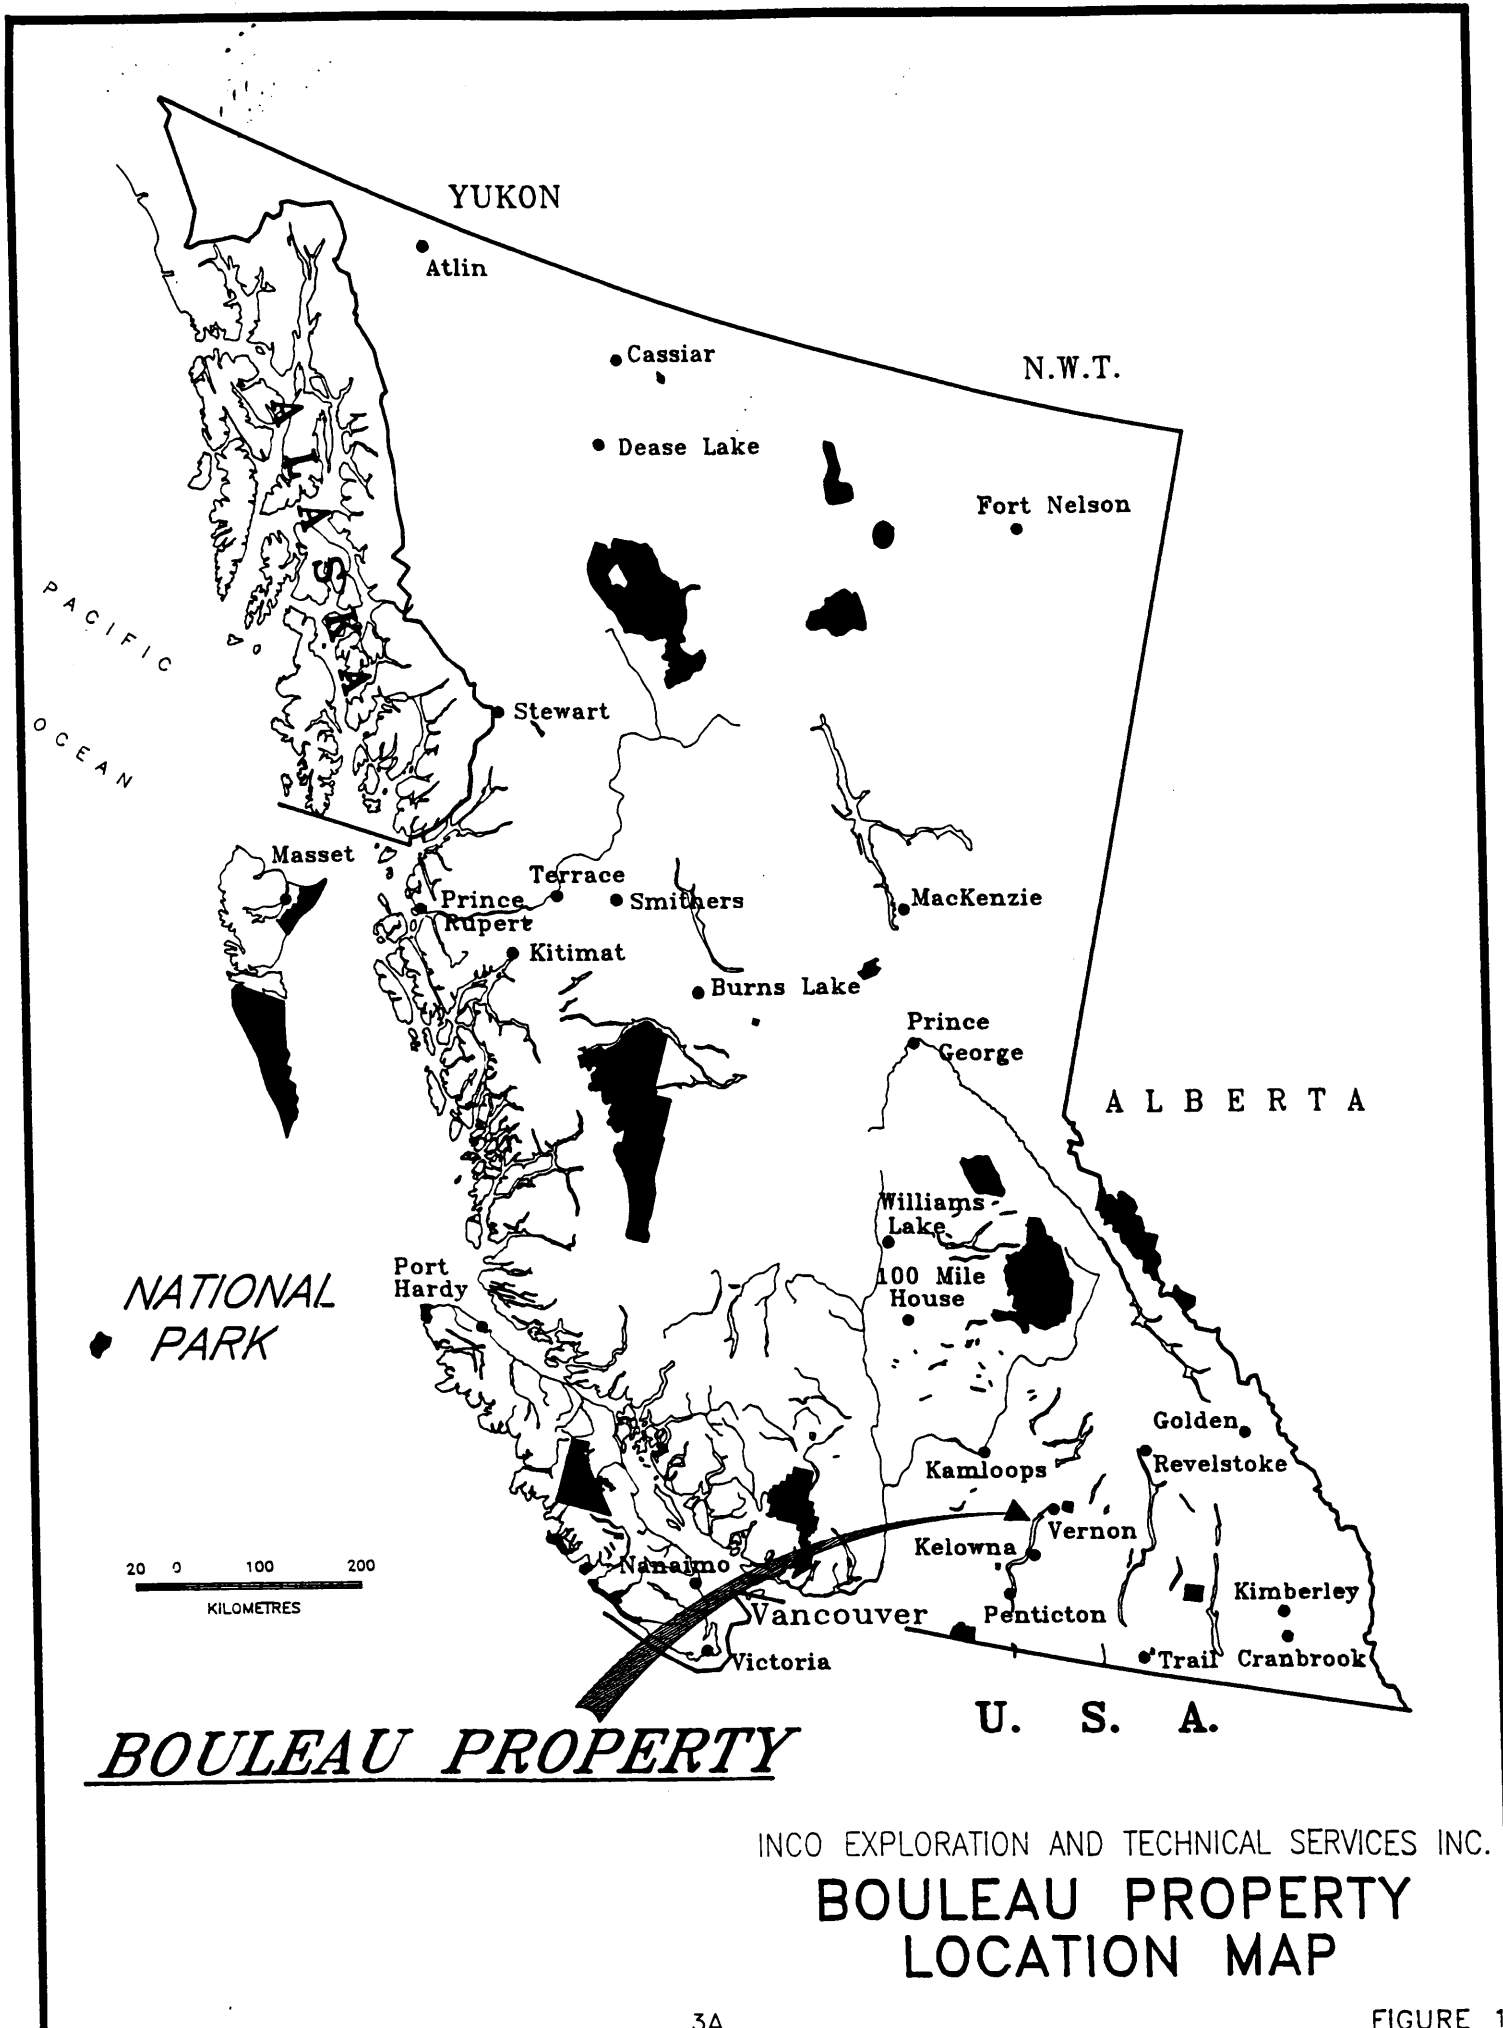 YUKON
Atlin
Cassiar
N.W.T.
Dease Lake
Fort Nelson
ALASKA
PACIFIC
OCEAN
Stewart
Masset
Terrace
Prince
Rupert
Smithers
MacKenzie
Kitimat
Burns Lake
Prince
George
ALBERTA
Williams
Lake
Port
Hardy
100 Mile
House
NATIONAL
PARK
Golden
Kamloops
Revelstoke
Vernon
Kelowna
Nanaimo
20 0 100 200
KILOMETRES
Kimberley
Vancouver
Penticton
Victoria
Trail
Cranbrook
U. S. A.
BOULEAU PROPERTY
INCO EXPLORATION AND TECHNICAL SERVICES INC.
BOULEAU PROPERTY
LOCATION MAP
3A
FIGURE 1